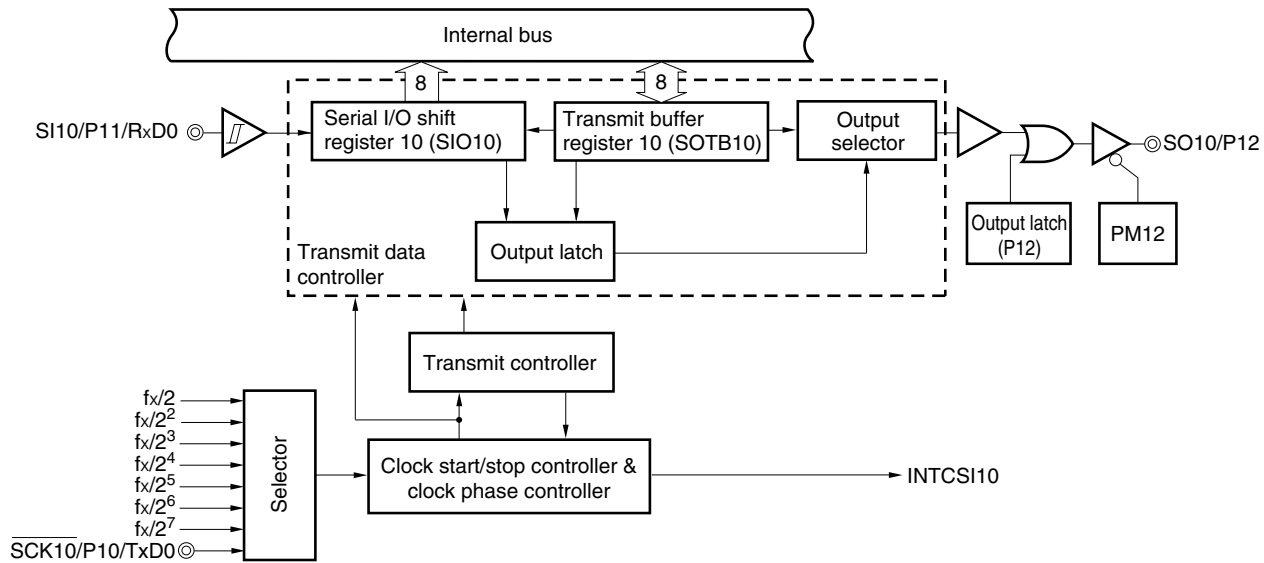 Internal bus
8
8
SI10/P11/RxD0
Serial I/O shift
register 10 (SIO10)
Transmit buffer
register 10 (SOTB10)
Output
selector
SO10/P12
Output latch
(P12)
PM12
Output latch
Transmit data
controller
Transmit controller
fx/2
fx/2²
fx/2³
fx/2⁴
fx/2⁵
fx/2⁶
fx/2⁷
SCK10/P10/TxD0
Selector
Clock start/stop controller &
clock phase controller
INTCSI10